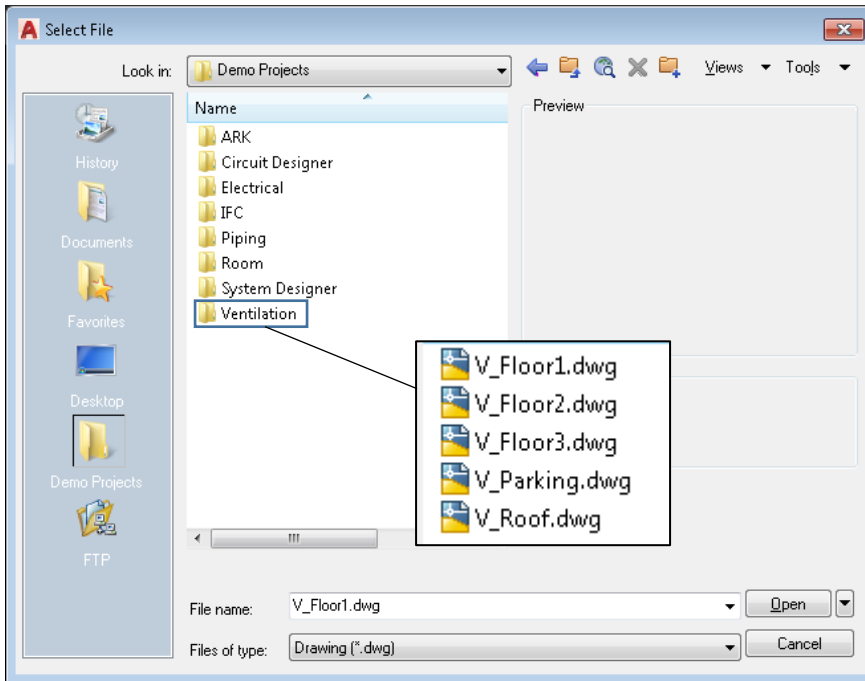 Select File
Look in:
Demo Projects
Views
Tools
History
Documents
Favorites
Desktop
Demo Projects
FTP
Name
ARK
Circuit Designer
Electrical
IFC
Piping
Room
System Designer
Ventilation
Preview
V_Floor1.dwg
V_Floor2.dwg
V_Floor3.dwg
V_Parking.dwg
V_Roof.dwg
File name:
V_Floor1.dwg
Open
Files of type:
Drawing (*.dwg)
Cancel